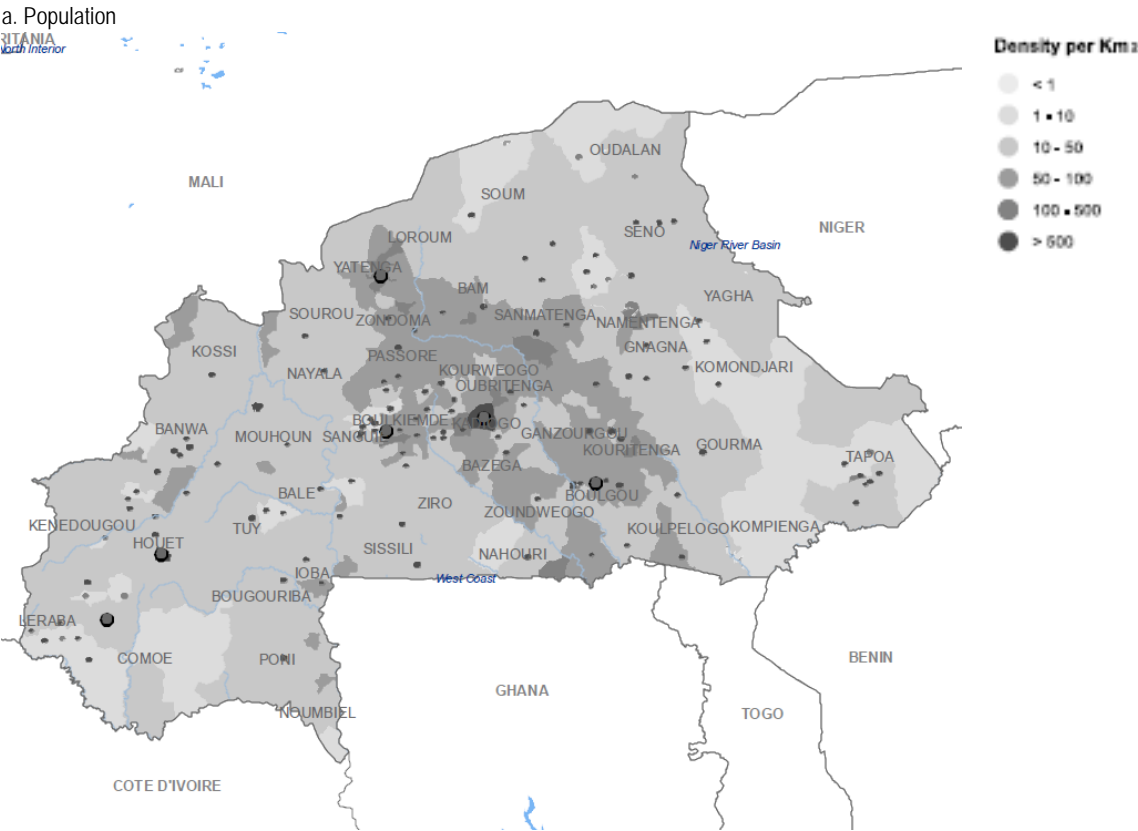 a. Population
RITANIA
North Interior
Density per Km2
< 1
1 - 10
10 - 50
50 - 100
100 - 500
> 500
OUDALAN
MALI
SOUM
NIGER
SENO
LOROUM
Niger River Basin
YATENGA
BAM
YAGHA
SOUROU
ZONDOMA
SANMATENGA
NAMENTENGA
KOSSI
PASSORE
GNAGNA
KOMONDJARI
NAYALA
KOURWEOGO
OUBRITENGA
BANWA
MOUHOUN
SANGUIE
BOULKIEMDE
KADIOGO
GANZOURGOU
KOURITENGA
GOURMA
TAPOA
BAZEGA
BALE
ZIRO
BOULGOU
ZOUNDWEOGO
KENEDOUGOU
TUY
KOULPELOGO
KOMPIENGA
HOUET
SISSILI
NAHOURI
IOBA
West Coast
BOUGOURIBA
LERABA
COMOE
PONI
BENIN
GHANA
NOUMBIEL
TOGO
COTE D'IVOIRE